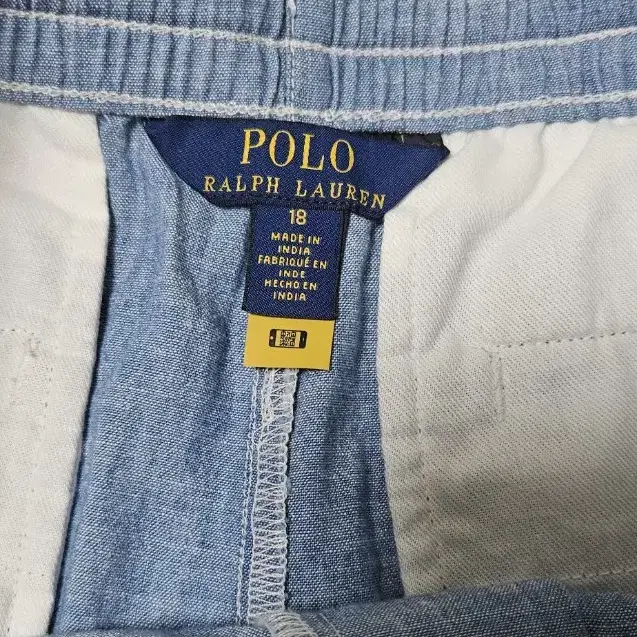 POLO
RALPH LAUREN
18
MADE IN
INDIA
FABRIQUÉ EN
INDE
HECHO EN
INDIA